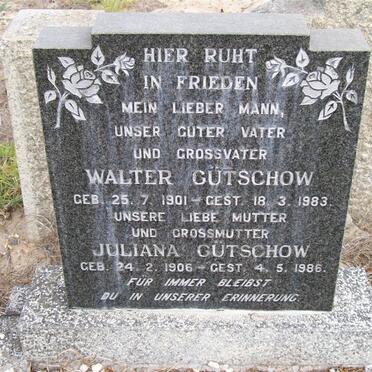 HIER RUHT
IN FRIEDEN
MEIN LIEBER MANN,
UNSER GUTER VATER
UND GROSSVATER
WALTER GÜTSCHOW
GEB. 25. 7. 1901 - GEST. 18. 3. 1983.
UNSERE LIEBE MUTTER
UND GROSSMUTTER
JULIANA GÜTSCHOW
GEB. 24. 2. 1906 - GEST. 4. 5. 1986.
FÜR IMMER BLEIBST
DU IN UNSERER ERINNERUNG